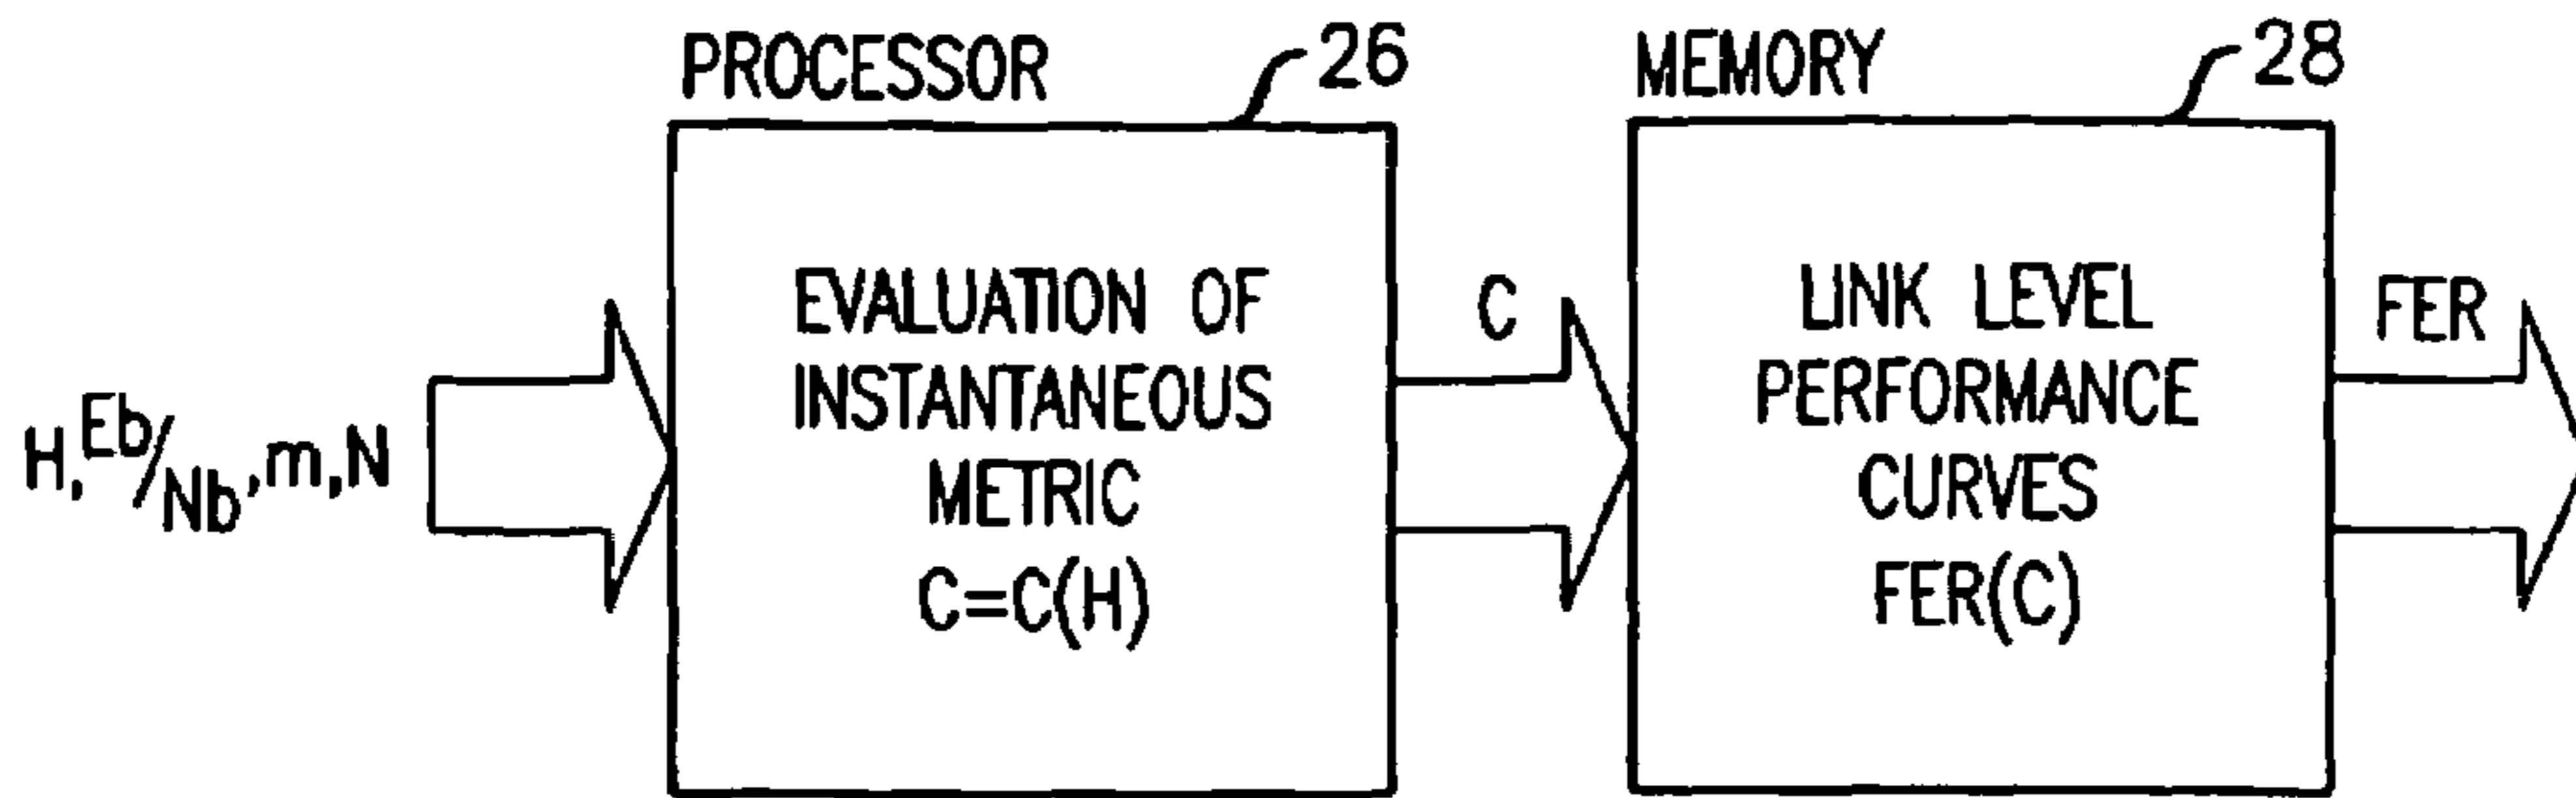 PROCESSOR
26
MEMORY
28
H,Eb/Nb,m,N
EVALUATION OF
INSTANTANEOUS
METRIC
C=C(H)
C
LINK LEVEL
PERFORMANCE
CURVES
FER(C)
FER